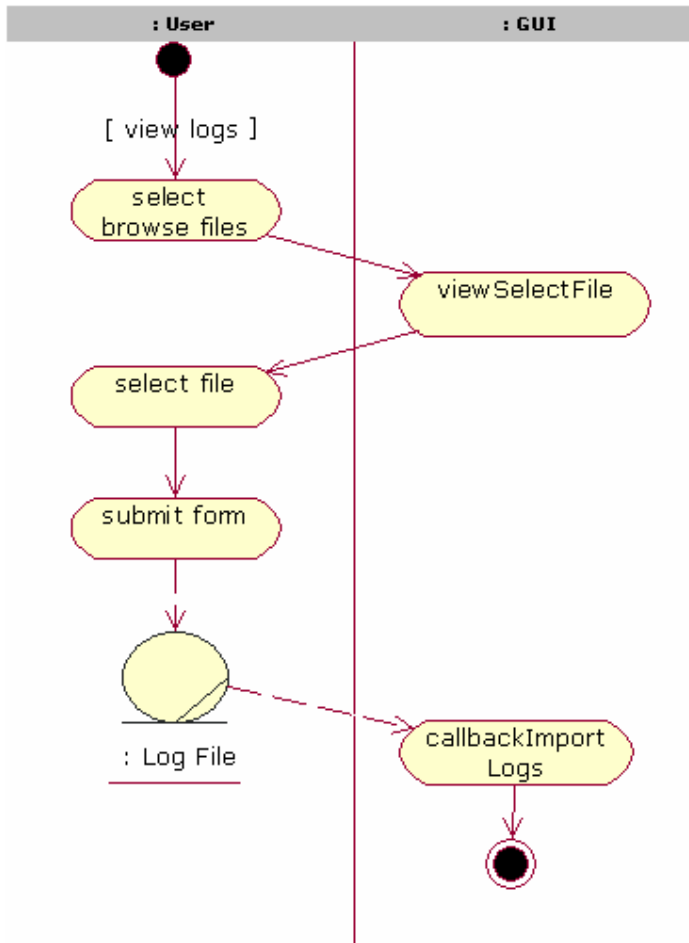 : User
: GUI
[ view logs ]
select
browse files
viewSelectFile
select file
submit form
: Log File
callbackImport
Logs